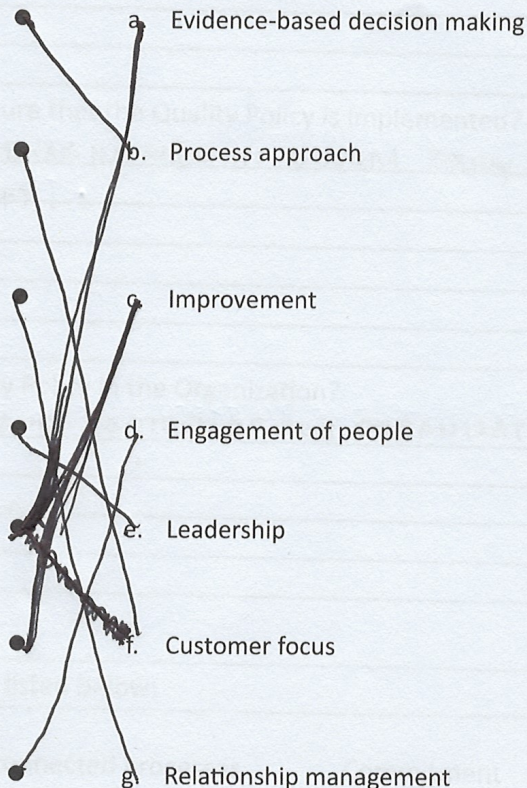 a. Evidence-based decision making
b. Process approach
c. Improvement
d. Engagement of people
e. Leadership
f. Customer focus
g. Relationship management